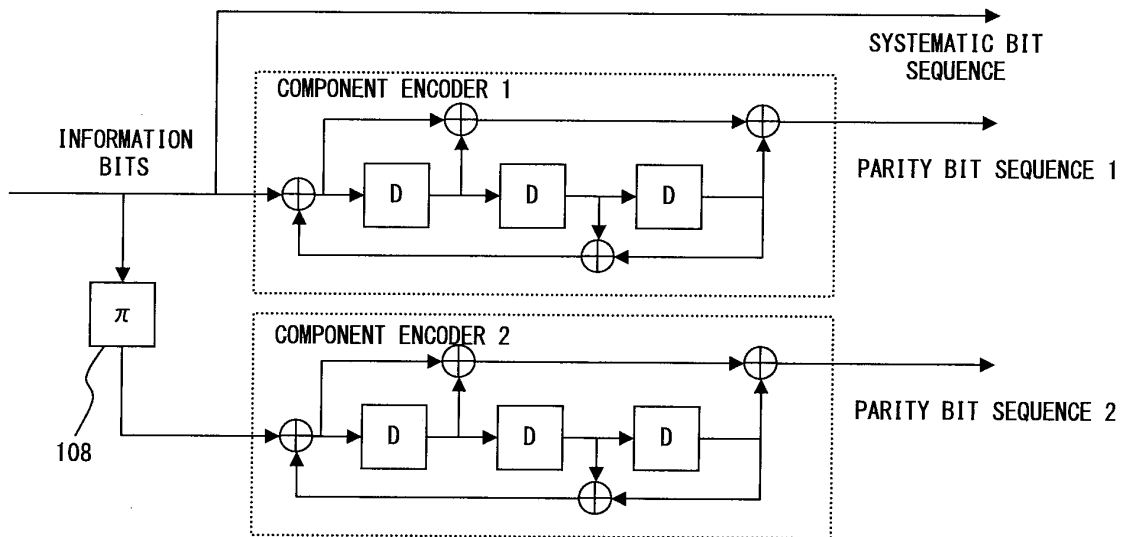 SYSTEMATIC BIT
SEQUENCE
COMPONENT ENCODER 1
INFORMATION
BITS
PARITY BIT SEQUENCE 1
D D D
π
108
COMPONENT ENCODER 2
PARITY BIT SEQUENCE 2
D D D